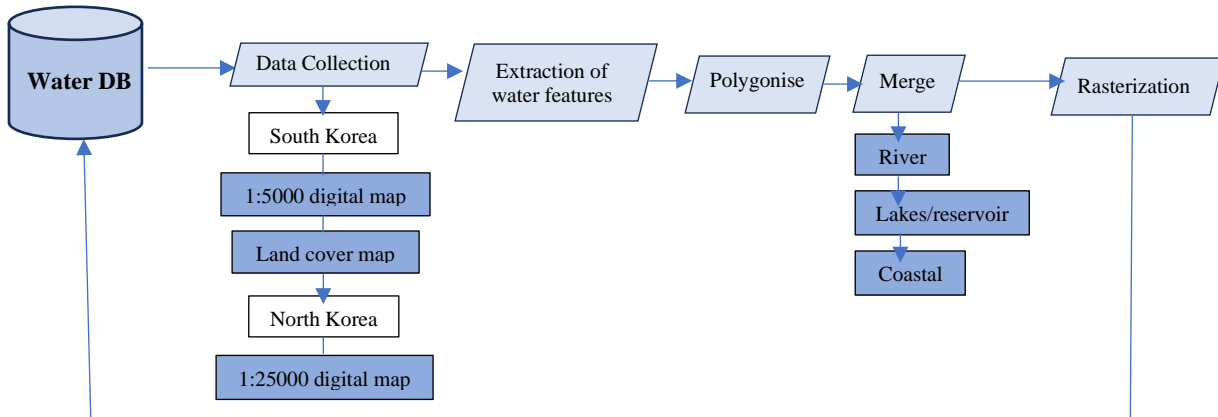 Water DB
Data Collection
Extraction of
water features
Polygonise
Merge
Rasterization
South Korea
1:5000 digital map
Land cover map
North Korea
1:25000 digital map
River
Lakes/reservoir
Coastal